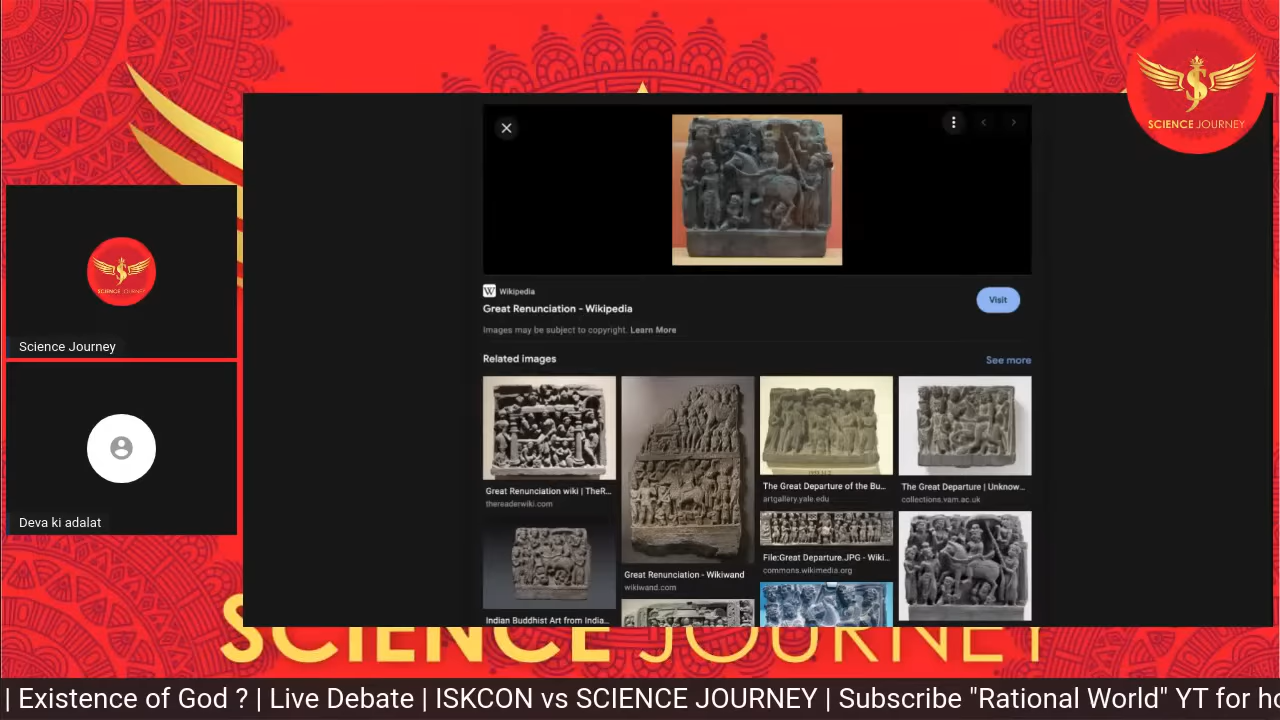 SCIENCE JOURNEY
Science Journey
Deva ki adalat
SCIENCE JOURNEY
W Wikipedia
Great Renunciation - Wikipedia
Visit
Images may be subject to copyright. Learn More
Related images
See more
Great Renunciation wiki | TheR...
thereaderwiki.com
Great Renunciation - Wikiwand
wikiwand.com
The Great Departure of the Bu...
artgallery.yale.edu
The Great Departure | Unknow...
collections.vam.ac.uk
File:Great Departure.JPG - Wiki...
commons.wikimedia.org
Indian Buddhist Art from India...
SCIENCE JOURNEY
| Existence of God ? | Live Debate | ISKCON vs SCIENCE JOURNEY | Subscribe "Rational World" YT for ho